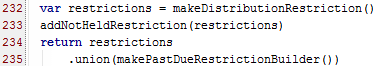 232 var restrictions = makeDistributionRestriction()
233 addNotHeldRestriction(restrictions)
234 return restrictions
235     .union(makePastDueRestrictionBuilder())